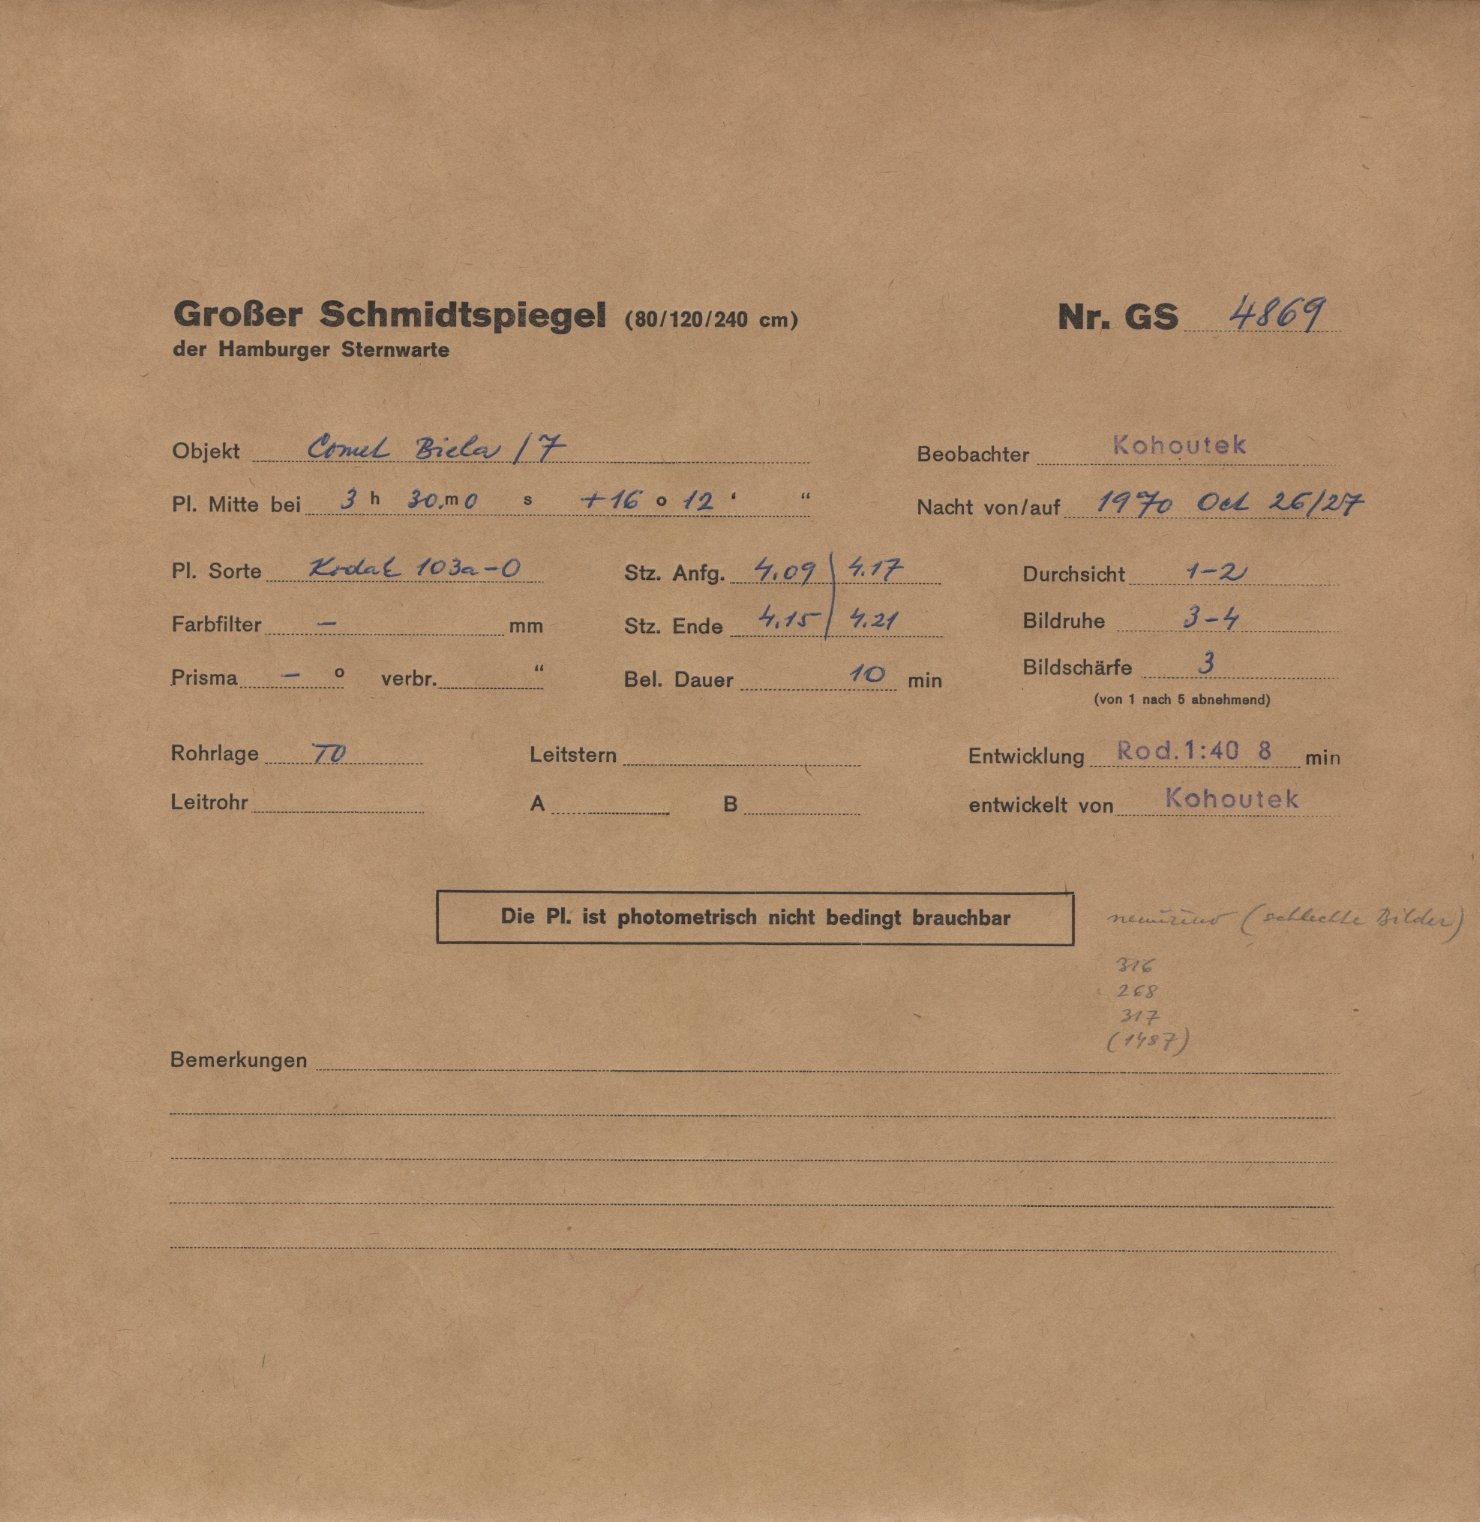 Großer Schmidtspiegel (80/120/240 cm) Nr. GS 4869
der Hamburger Sternwarte
Objekt Comet Biela /7 Beobachter Kohoutek
Pl. Mitte bei 3 h 30.m0 s +16 o 12 ' " Nacht von/auf 1970 Oct 26/27
Pl. Sorte Kodak 103a-O Stz. Anfg. 4.09 / 4.17 Durchsicht 1-2
Farbfilter - mm Stz. Ende 4.15 / 4.21 Bildruhe 3-4
Prisma - o verbr. " Bel. Dauer 10 min Bildschärfe 3
(von 1 nach 5 abnehmend)
Rohrlage TO Leitstern Entwicklung Rod.1:40 8 min
Leitrohr A B entwickelt von Kohoutek
Die Pl. ist photometrisch nicht bedingt brauchbar (schlechte Bilder)
316
268
317
(1487)
Bemerkungen